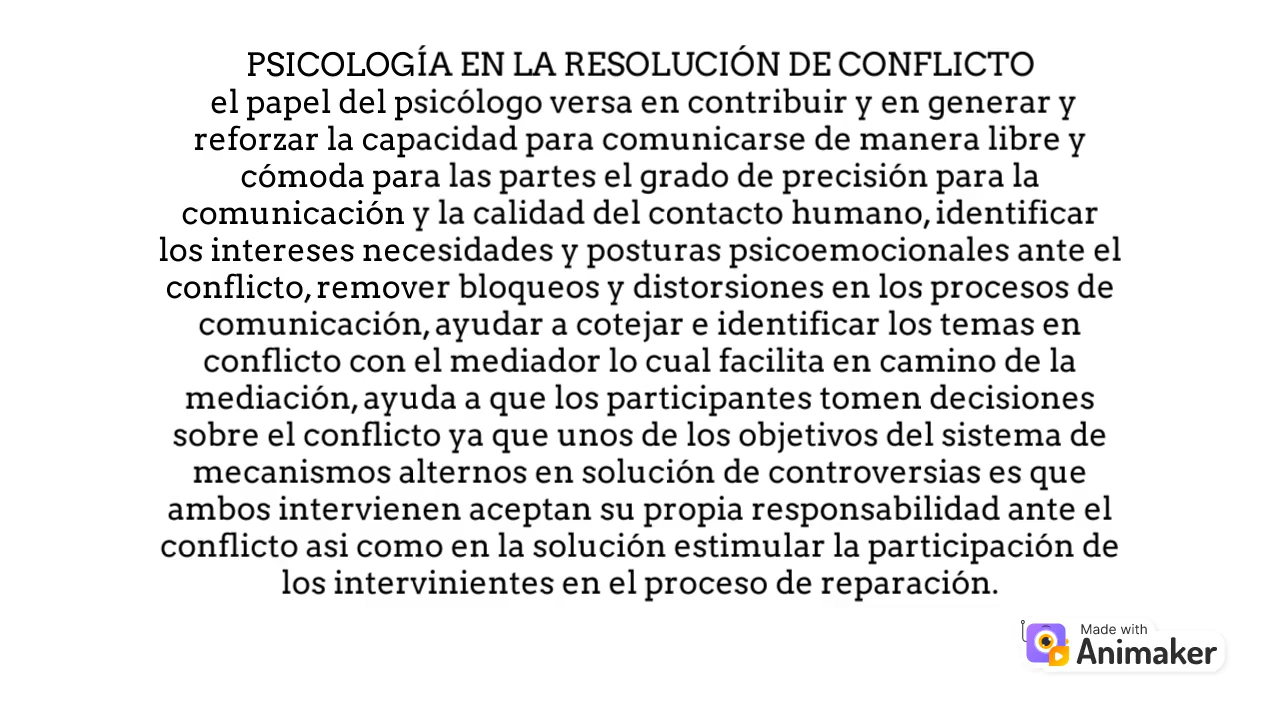 PSICOLOGÍA EN LA RESOLUCIÓN DE CONFLICTO
el papel del psicólogo versa en contribuir y en generar y
reforzar la capacidad para comunicarse de manera libre y
cómoda para las partes el grado de precisión para la
comunicación y la calidad del contacto humano, identificar
los intereses necesidades y posturas psicoemocionales ante el
conflicto, remover bloqueos y distorsiones en los procesos de
comunicación, ayudar a cotejar e identificar los temas en
conflicto con el mediador lo cual facilita en camino de la
mediación, ayuda a que los participantes tomen decisiones
sobre el conflicto ya que unos de los objetivos del sistema de
mecanismos alternos en solución de controversias es que
ambos intervienen aceptan su propia responsabilidad ante el
conflicto asi como en la solución estimular la participación de
los intervinientes en el proceso de reparación.
Made with
Animaker